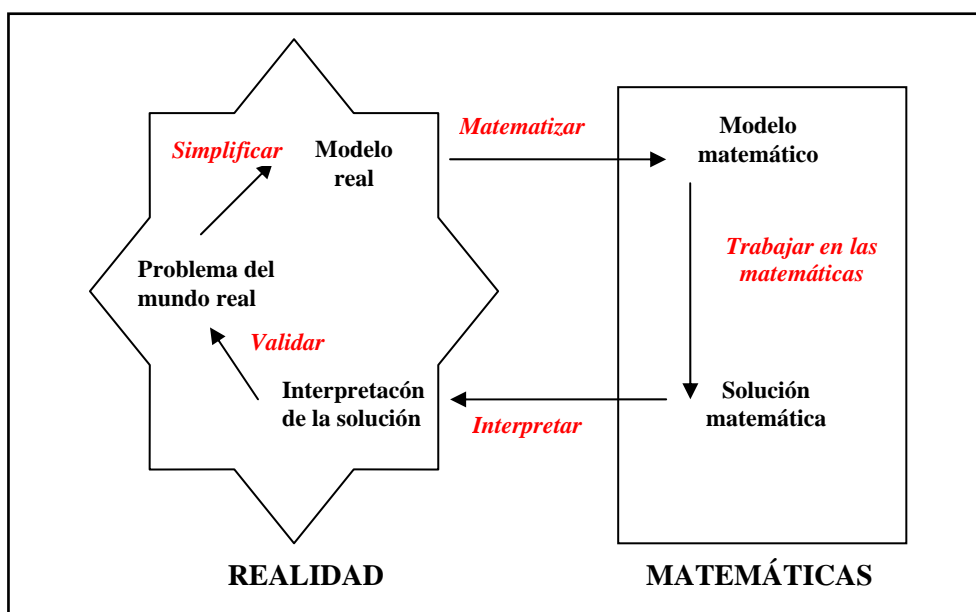 Matematizar
Simplificar
Modelo
real
Modelo
matemático
Trabajar en las
matemáticas
Problema del
mundo real
Validar
Interpretacón
de la solución
Interpretar
Solución
matemática
REALIDAD
MATEMÁTICAS